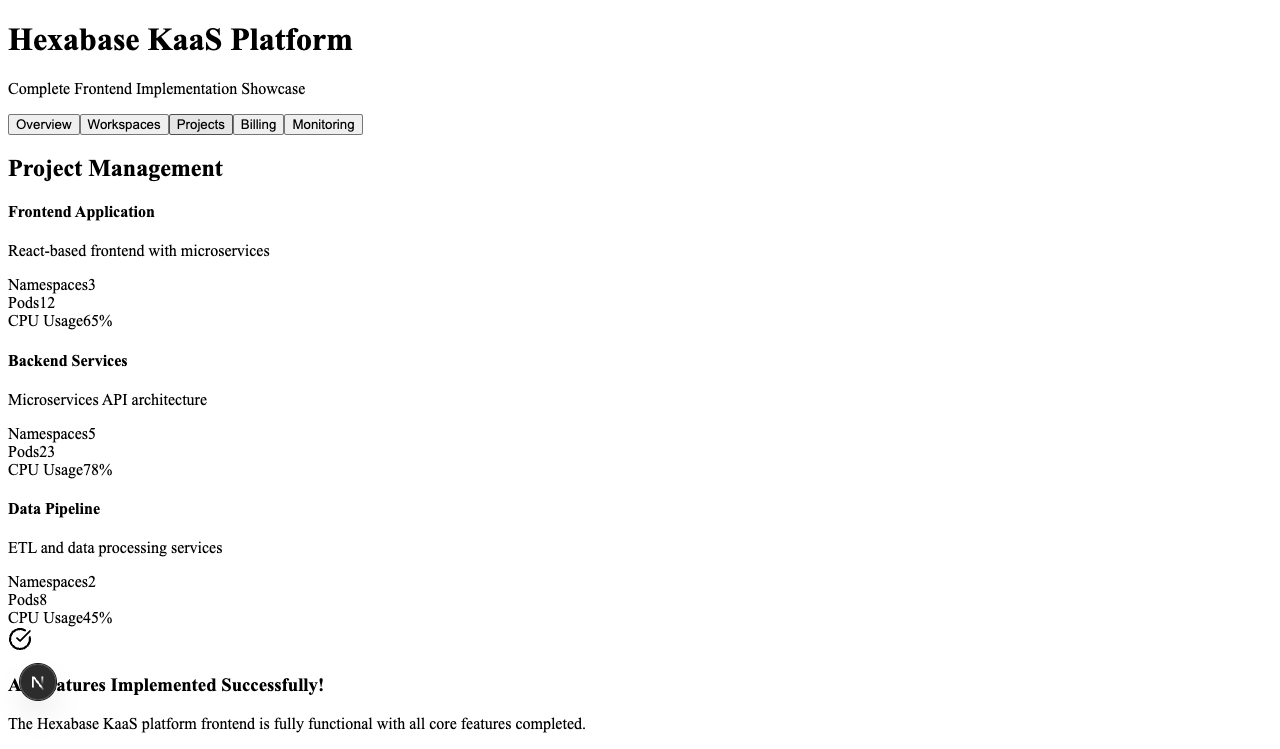 Hexabase KaaS Platform
Complete Frontend Implementation Showcase
Overview Workspaces Projects Billing Monitoring
Project Management
Frontend Application
React-based frontend with microservices
Namespaces3
Pods12
CPU Usage65%
Backend Services
Microservices API architecture
Namespaces5
Pods23
CPU Usage78%
Data Pipeline
ETL and data processing services
Namespaces2
Pods8
CPU Usage45%
N
Implemented Successfully!
The Hexabase KaaS platform frontend is fully functional with all core features completed.